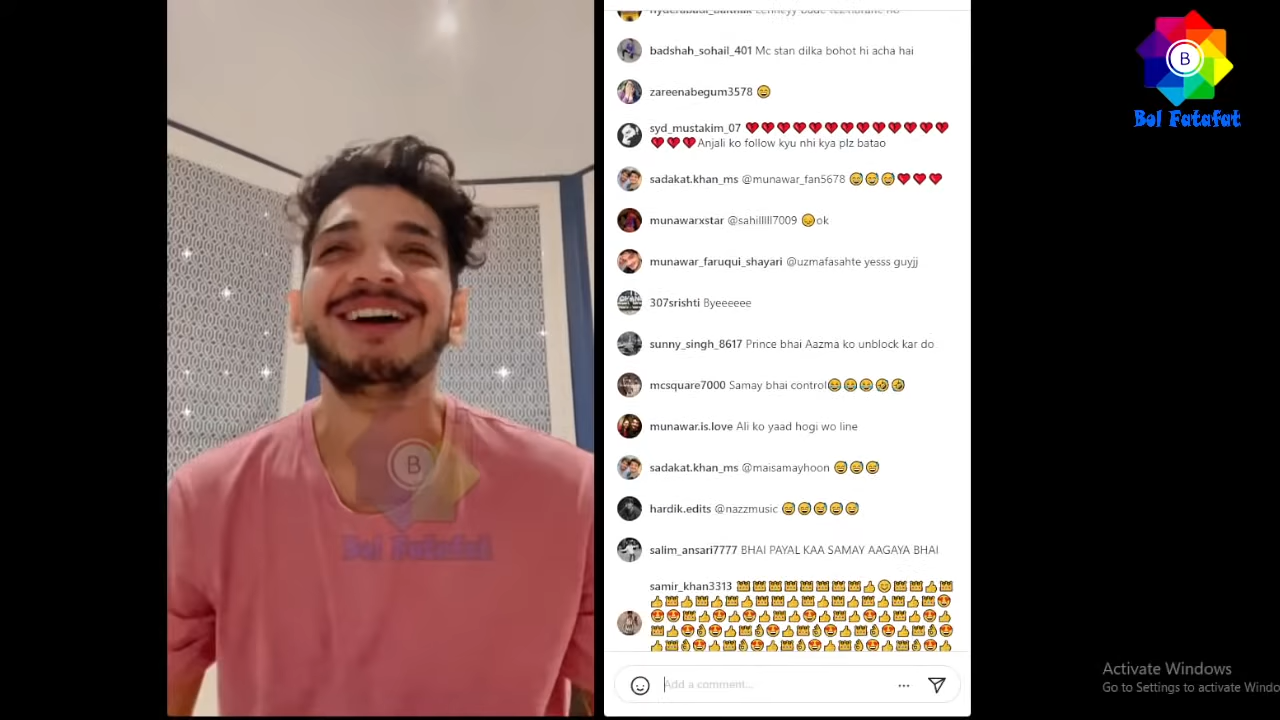 badshah_sohail_401 Mc stan dilka bohot hi acha hai
B
Bol Fatafat
zareenabegum3578 😄
syd_mustakim_07 ❤❤❤❤❤❤❤❤❤❤❤❤❤
❤❤❤Anjali ko follow kyu nhi kya plz batao
sadakat.khan_ms @munawar_fan5678 😅😅😅❤❤❤
munawarxstar @sahilllll7009 😊ok
munawar_faruqui_shayari @uzmafasahte yesss guyjj
307srishti Byeeeeee
sunny_singh_8617 Prince bhai Aazma ko unblock kar do
mcsquare7000 Samay bhai control😂😂😂🤣🤣
munawar.is.love Ali ko yaad hogi wo line
sadakat.khan_ms @maisamayhoon 😅😅😅
B
Bol Fatafat
hardik.edits @nazzmusic 😅😅😅😅😅
salim_ansari7777 BHAI PAYAL KAA SAMAY AAGAYA BHAI
samir_khan3313
Add a comment...
Activate Windows
Go to Settings to activate Windo